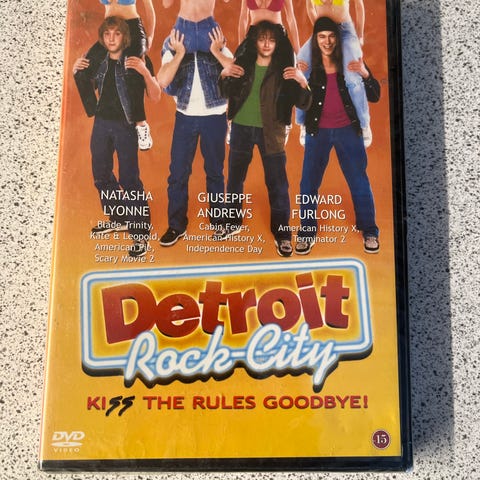 NATASHA
LYONNE
Blade Trinity,
Kate & Leopold,
American Pie,
Scary Movie 2
GIUSEPPE
ANDREWS
Cabin Fever,
American History X,
Independence Day
EDWARD
FURLONG
American History X,
Terminator 2
Detroit
Rock City
KISS THE RULES GOODBYE!
DVD
VIDEO
15